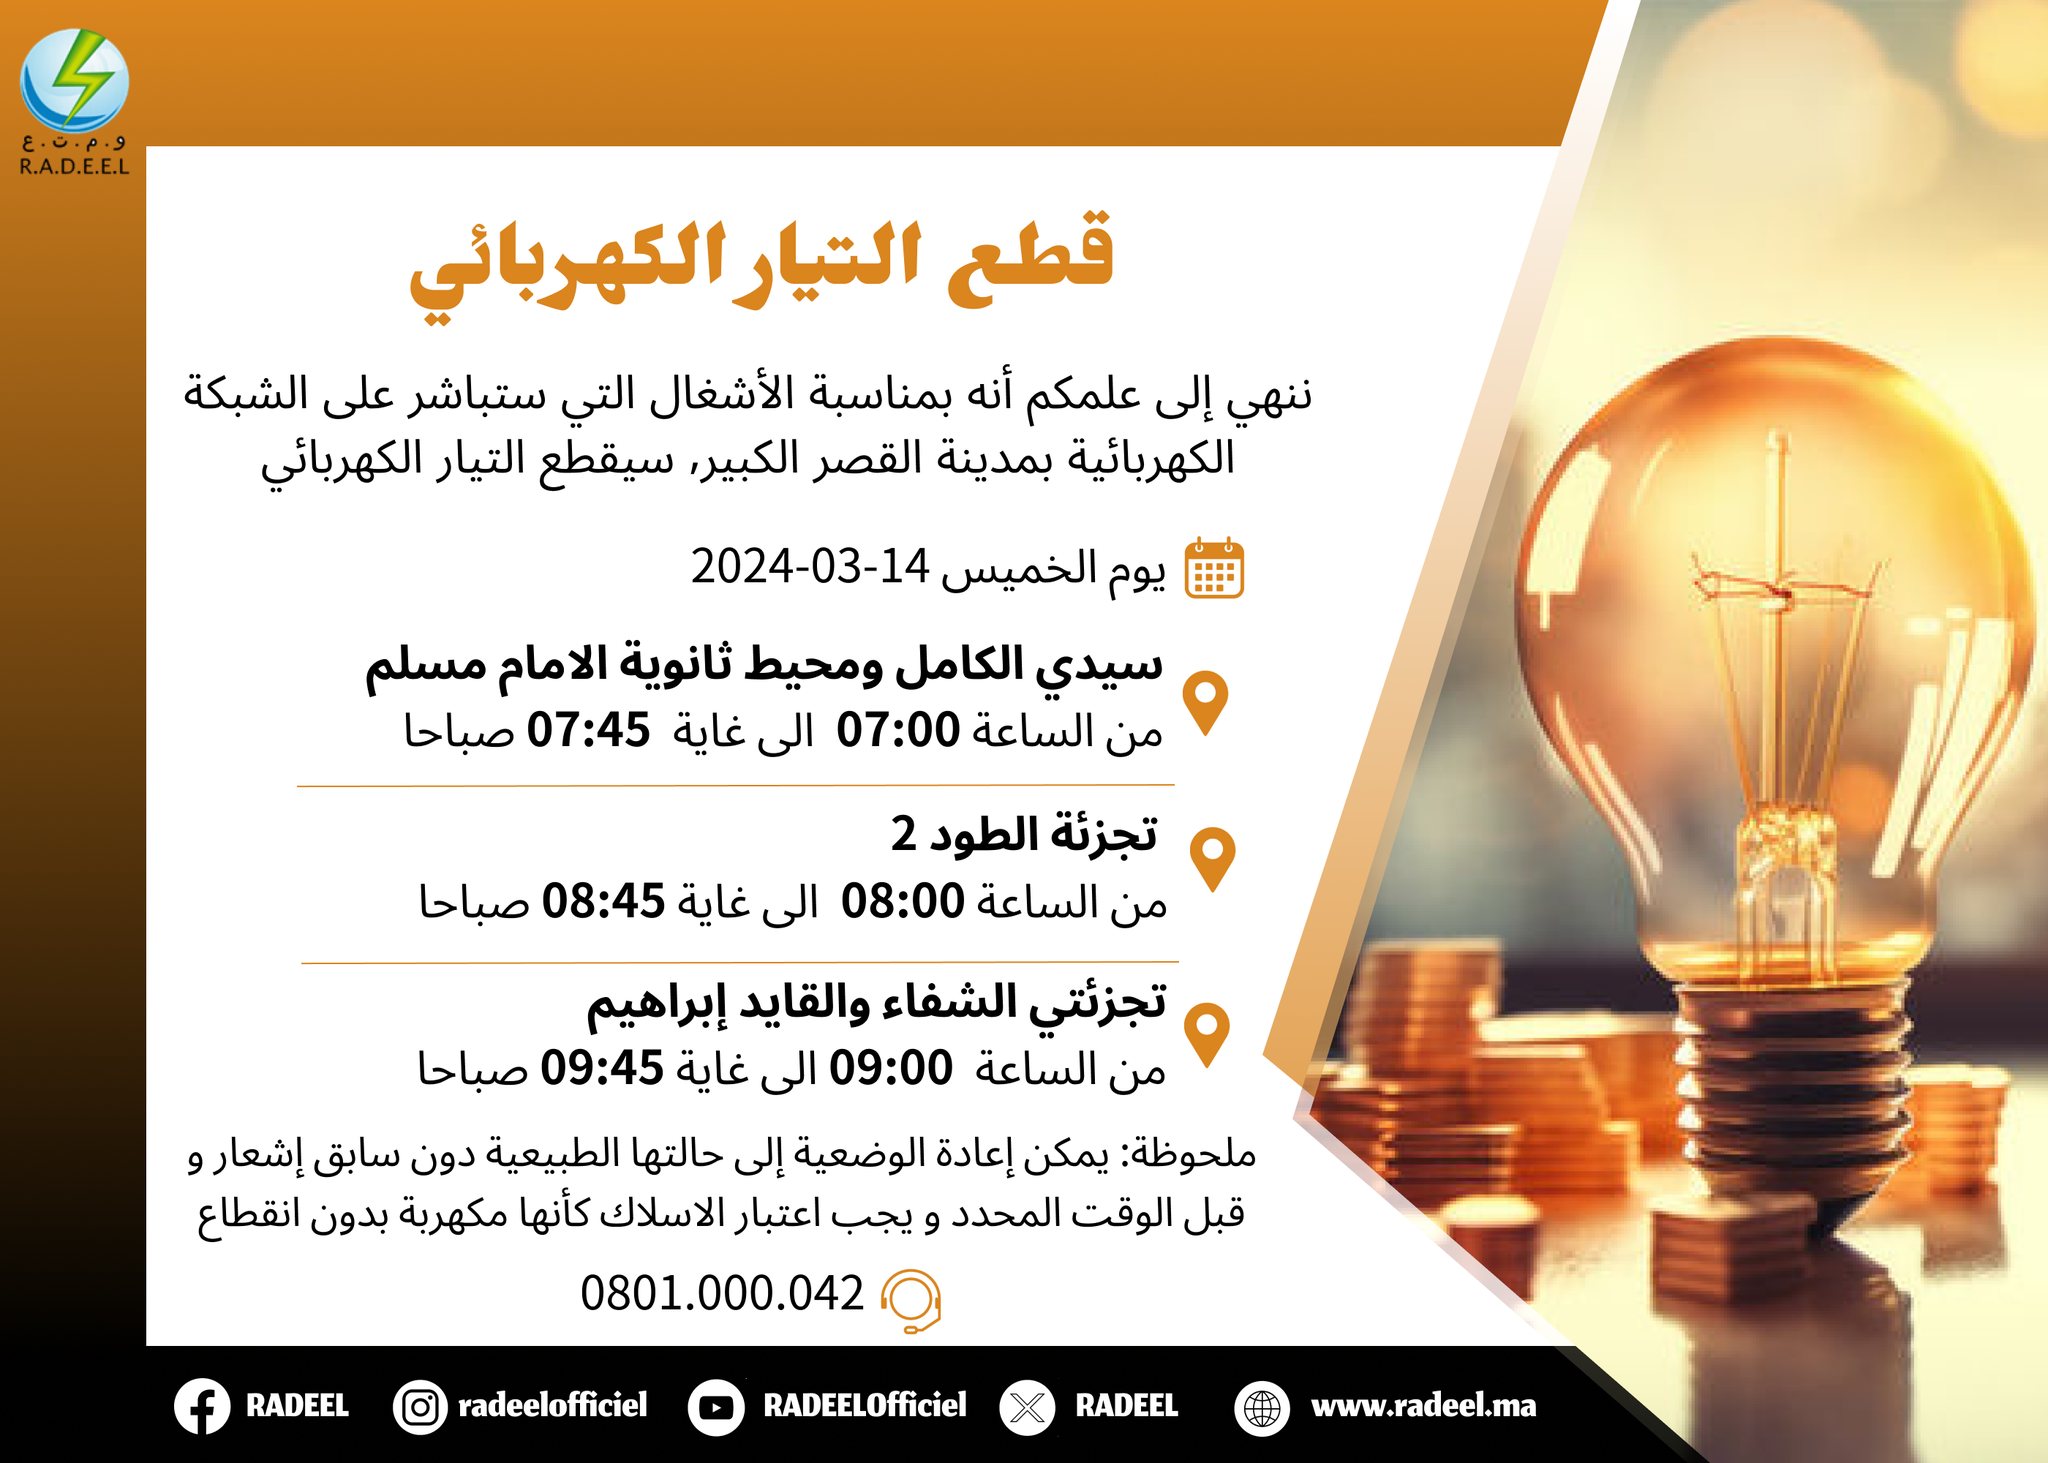 و . م . ت . ع
R.A.D.E.E.L
قطع التيار الكهربائي
ننهي إلى علمكم أنه بمناسبة الأشغال التي ستباشر على الشبكة
الكهربائية بمدينة القصر الكبير, سيقطع التيار الكهربائي
يوم الخميس 14-03-2024
سيدي الكامل ومحيط ثانوية الامام مسلم
من الساعة 07:00 الى غاية 07:45 صباحا
تجزئة الطود 2
من الساعة 08:00 الى غاية 08:45 صباحا
تجزئتي الشفاء والقايد إبراهيم
من الساعة 09:00 الى غاية 09:45 صباحا
ملحوظة: يمكن إعادة الوضعية إلى حالتها الطبيعية دون سابق إشعار و
قبل الوقت المحدد و يجب اعتبار الاسلاك كأنها مكهربة بدون انقطاع
0801.000.042
RADEEL radeelofficiel RADEELOfficiel RADEEL www.radeel.ma